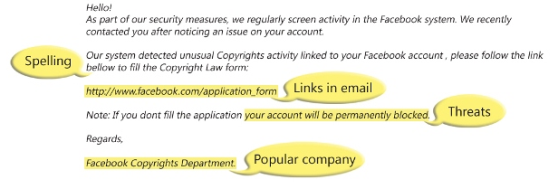 Hello!
As part of our security measures, we regularly screen activity in the Facebook system. We recently
contacted you after noticing an issue on your account.
Our system detected unusual Copyrights activity linked to your Facebook account , please follow the link
bellow to fill the Copyright Law form:
Spelling
http://www.facebook.com/application_form
Links in email
Note: If you dont fill the application your account will be permanently blocked.
Threats
Regards,
Facebook Copyrights Department.
Popular company